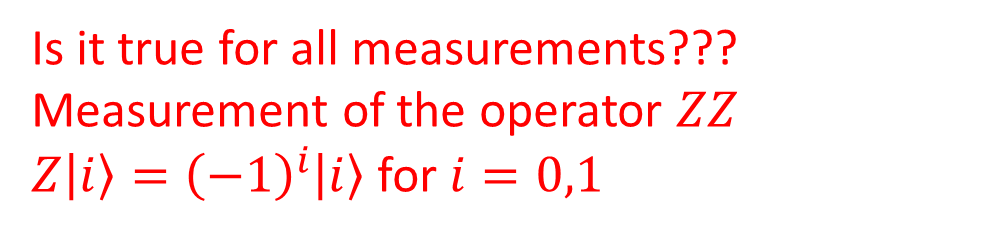 Is it true for all measurements???
Measurement of the operator 𝑍𝑍
𝑍|𝑖⟩ = (−1)ⁱ|𝑖⟩ for 𝑖 = 0,1